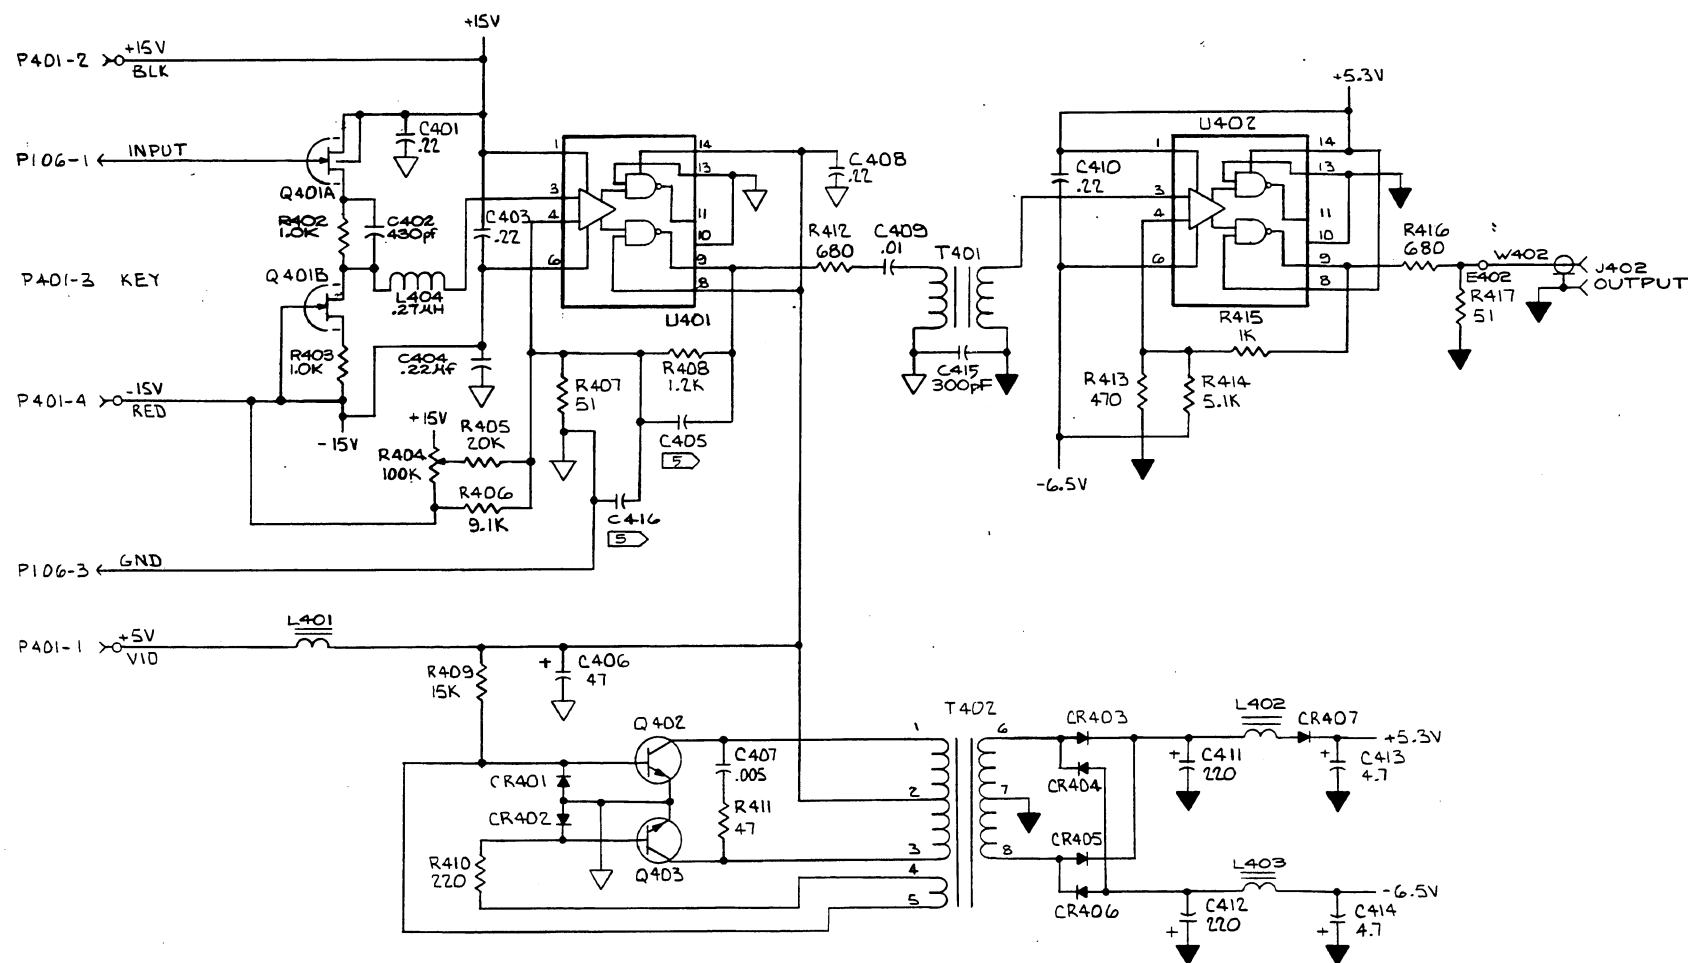 +15V
P401-2
+15V
BLK
P106-1
INPUT
Q401A
C401
.22
R402
1.0K
C402
430pf
Q401B
P401-3 KEY
L404
.27µH
R403
1.0K
P401-4
-15V
RED
-15V
C403
.22
C404
.22µf
1
3
4
6
14
13
11
10
9
8
U401
C408
.22
R412
680
C409
.01
T401
C415
300pF
R407
51
R408
1.2K
C405
5
+15V
R405
20K
R404
100K
R406
9.1K
C416
5
P106-3
GND
+5.3V
U402
C410
.22
1
3
4
6
14
13
11
10
9
8
R416
680
W402
E402
J402
OUTPUT
R417
51
R415
1K
R413
470
R414
5.1K
-6.5V
P401-1
+5V
VIO
L401
R409
15K
+
C406
47
Q402
CR401
CR402
Q403
R410
220
C407
.005
R411
47
T402
1
2
3
4
5
6
7
8
CR403
CR404
CR405
CR406
L402
CR407
+
C411
220
+
C413
4.7
+5.3V
L403
-6.5V
C412
220
+
C414
4.7
+